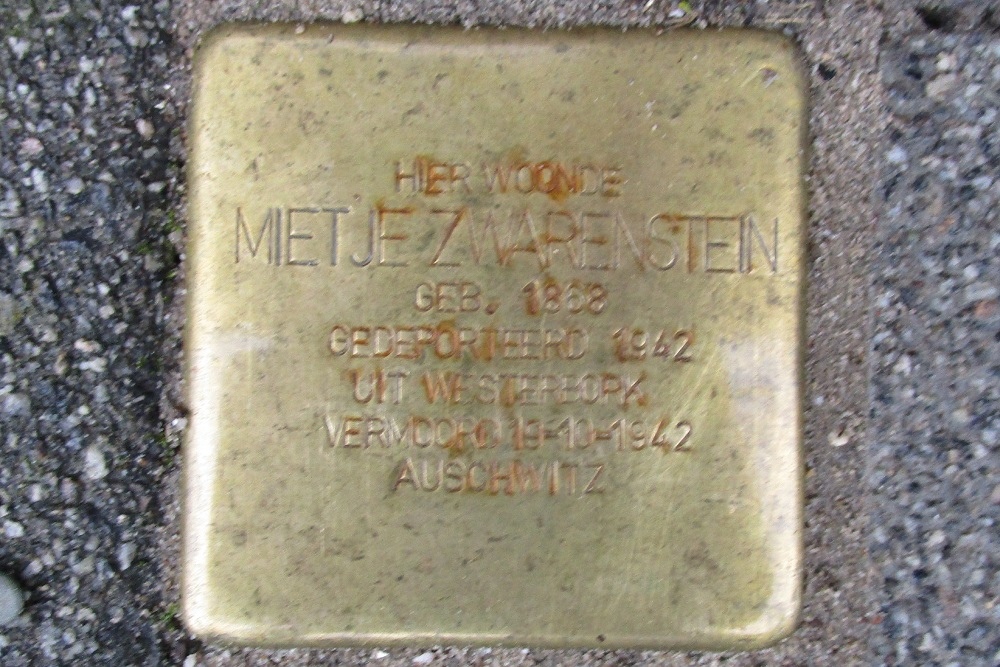 HIER WOONDE
MIETJE ZWARENSTEIN
GEB. 1868
GEDEPORTEERD 1942
UIT WESTERBORK
VERMOORD 19-10-1942
AUSCHWITZ